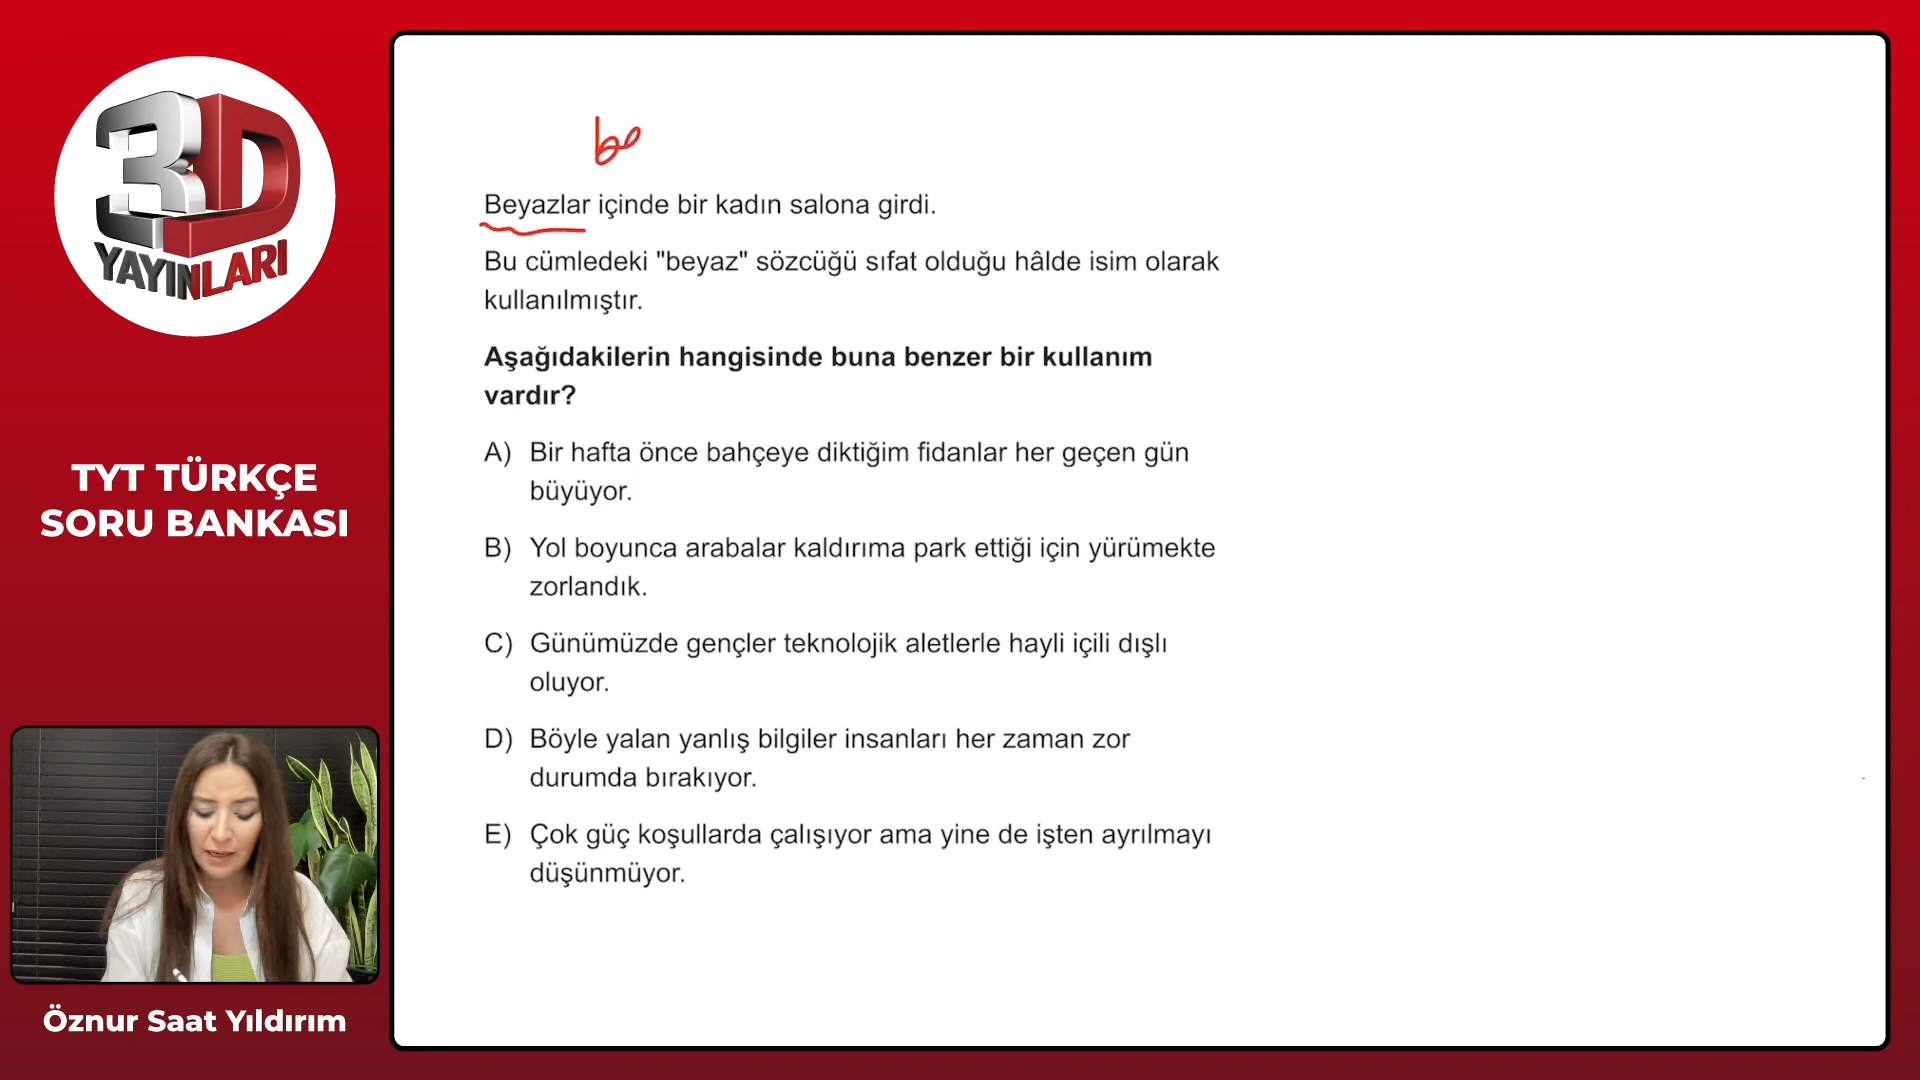 3D
YAYINLARI
TYT TÜRKÇE
SORU BANKASI
Öznur Saat Yıldırım
be
Beyazlar içinde bir kadın salona girdi.
Bu cümledeki "beyaz" sözcüğü sıfat olduğu hâlde isim olarak
kullanılmıştır.
Aşağıdakilerin hangisinde buna benzer bir kullanım
vardır?
A) Bir hafta önce bahçeye diktiğim fidanlar her geçen gün
büyüyor.
B) Yol boyunca arabalar kaldırıma park ettiği için yürümekte
zorlandık.
C) Günümüzde gençler teknolojik aletlerle hayli içili dışlı
oluyor.
D) Böyle yalan yanlış bilgiler insanları her zaman zor
durumda bırakıyor.
E) Çok güç koşullarda çalışıyor ama yine de işten ayrılmayı
düşünmüyor.